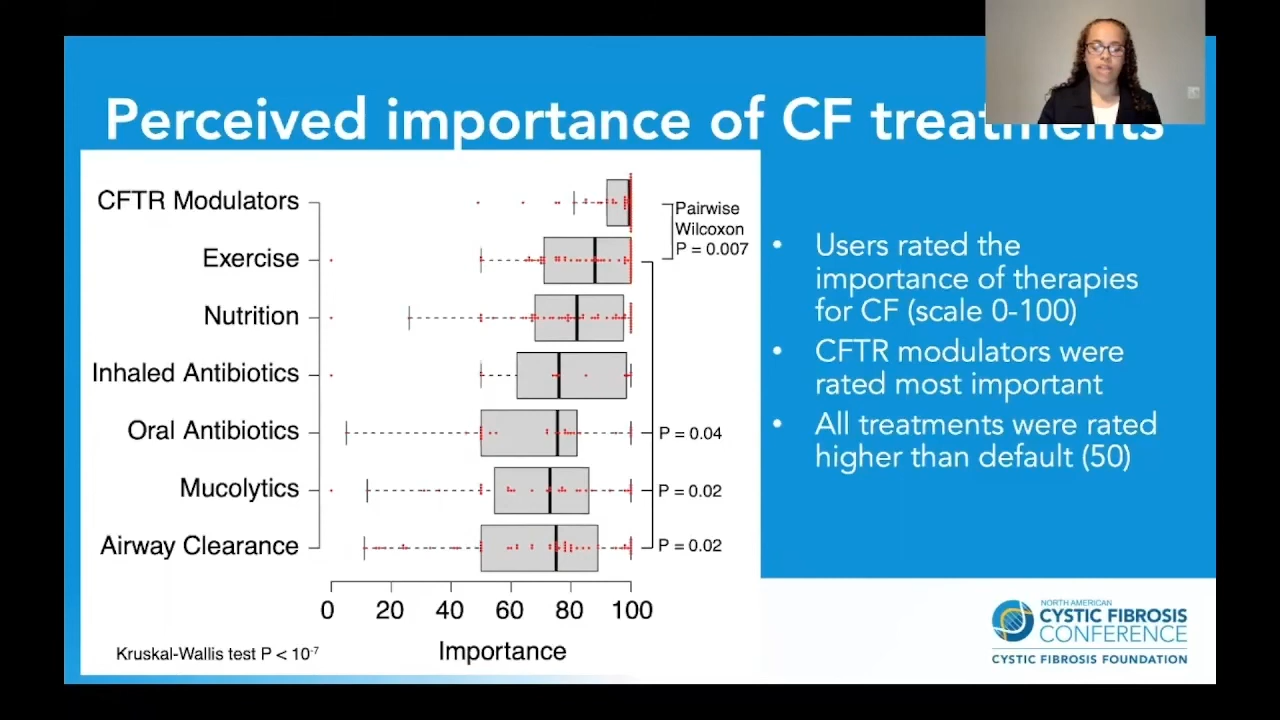 Perceived importance of CF treatments
CFTR Modulators
Exercise
Nutrition
Inhaled Antibiotics
Oral Antibiotics
Mucolytics
Airway Clearance
Pairwise
Wilcoxon
P = 0.007
P = 0.04
P = 0.02
P = 0.02
0 20 40 60 80 100
Importance
Kruskal-Wallis test P < 10⁻⁷
• Users rated the
importance of therapies
for CF (scale 0-100)
• CFTR modulators were
rated most important
• All treatments were rated
higher than default (50)
NORTH AMERICAN
CYSTIC FIBROSIS
CONFERENCE
CYSTIC FIBROSIS FOUNDATION